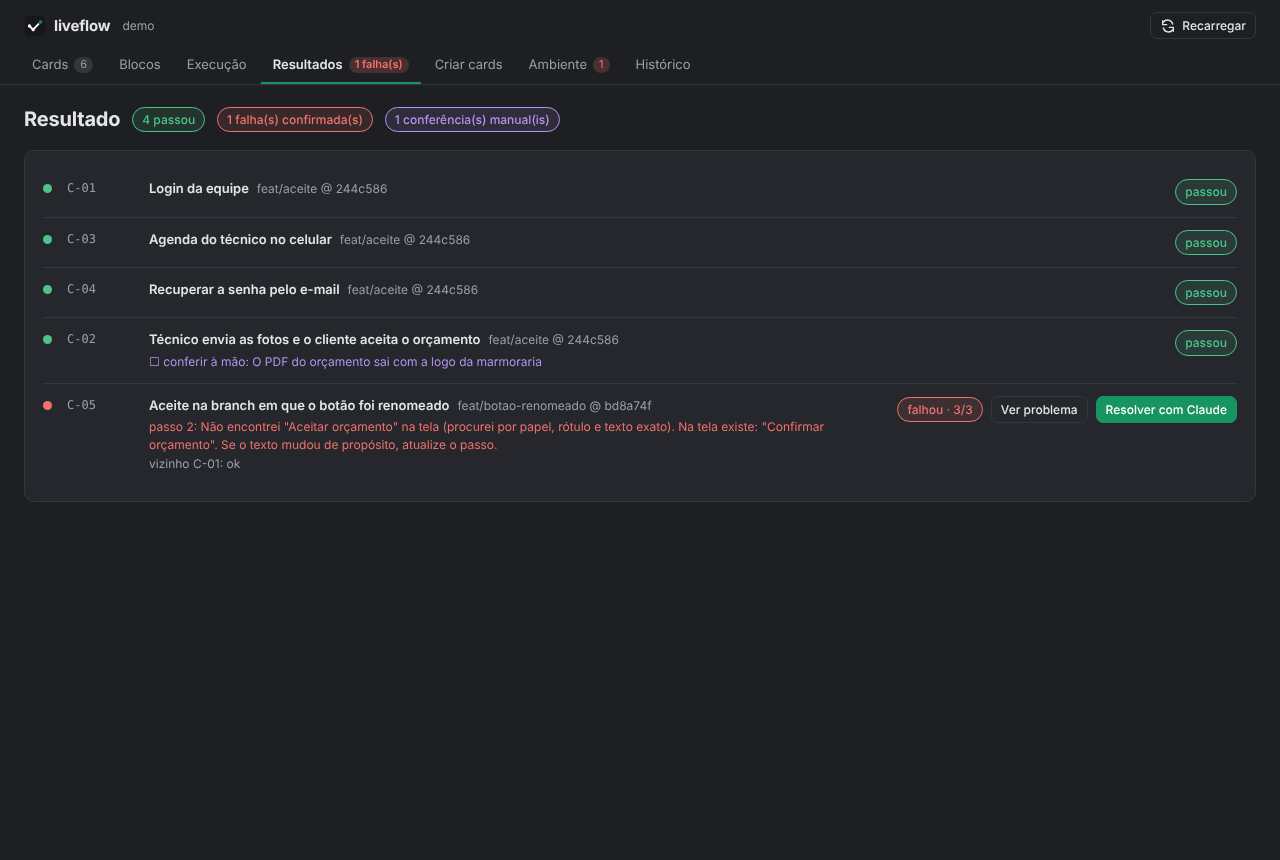 liveflow demo
Recarregar
Cards 6 Blocos Execução Resultados 1 falha(s) Criar cards Ambiente 1 Histórico
Resultado 4 passou 1 falha(s) confirmada(s) 1 conferência(s) manual(is)
C-01 Login da equipe feat/aceite @ 244c586 passou
C-03 Agenda do técnico no celular feat/aceite @ 244c586 passou
C-04 Recuperar a senha pelo e-mail feat/aceite @ 244c586 passou
C-02 Técnico envia as fotos e o cliente aceita o orçamento feat/aceite @ 244c586 passou
☐ conferir à mão: O PDF do orçamento sai com a logo da marmoraria
C-05 Aceite na branch em que o botão foi renomeado feat/botao-renomeado @ bd8a74f falhou · 3/3 Ver problema Resolver com Claude
passo 2: Não encontrei "Aceitar orçamento" na tela (procurei por papel, rótulo e texto exato). Na tela existe: "Confirmar
orçamento". Se o texto mudou de propósito, atualize o passo.
vizinho C-01: ok